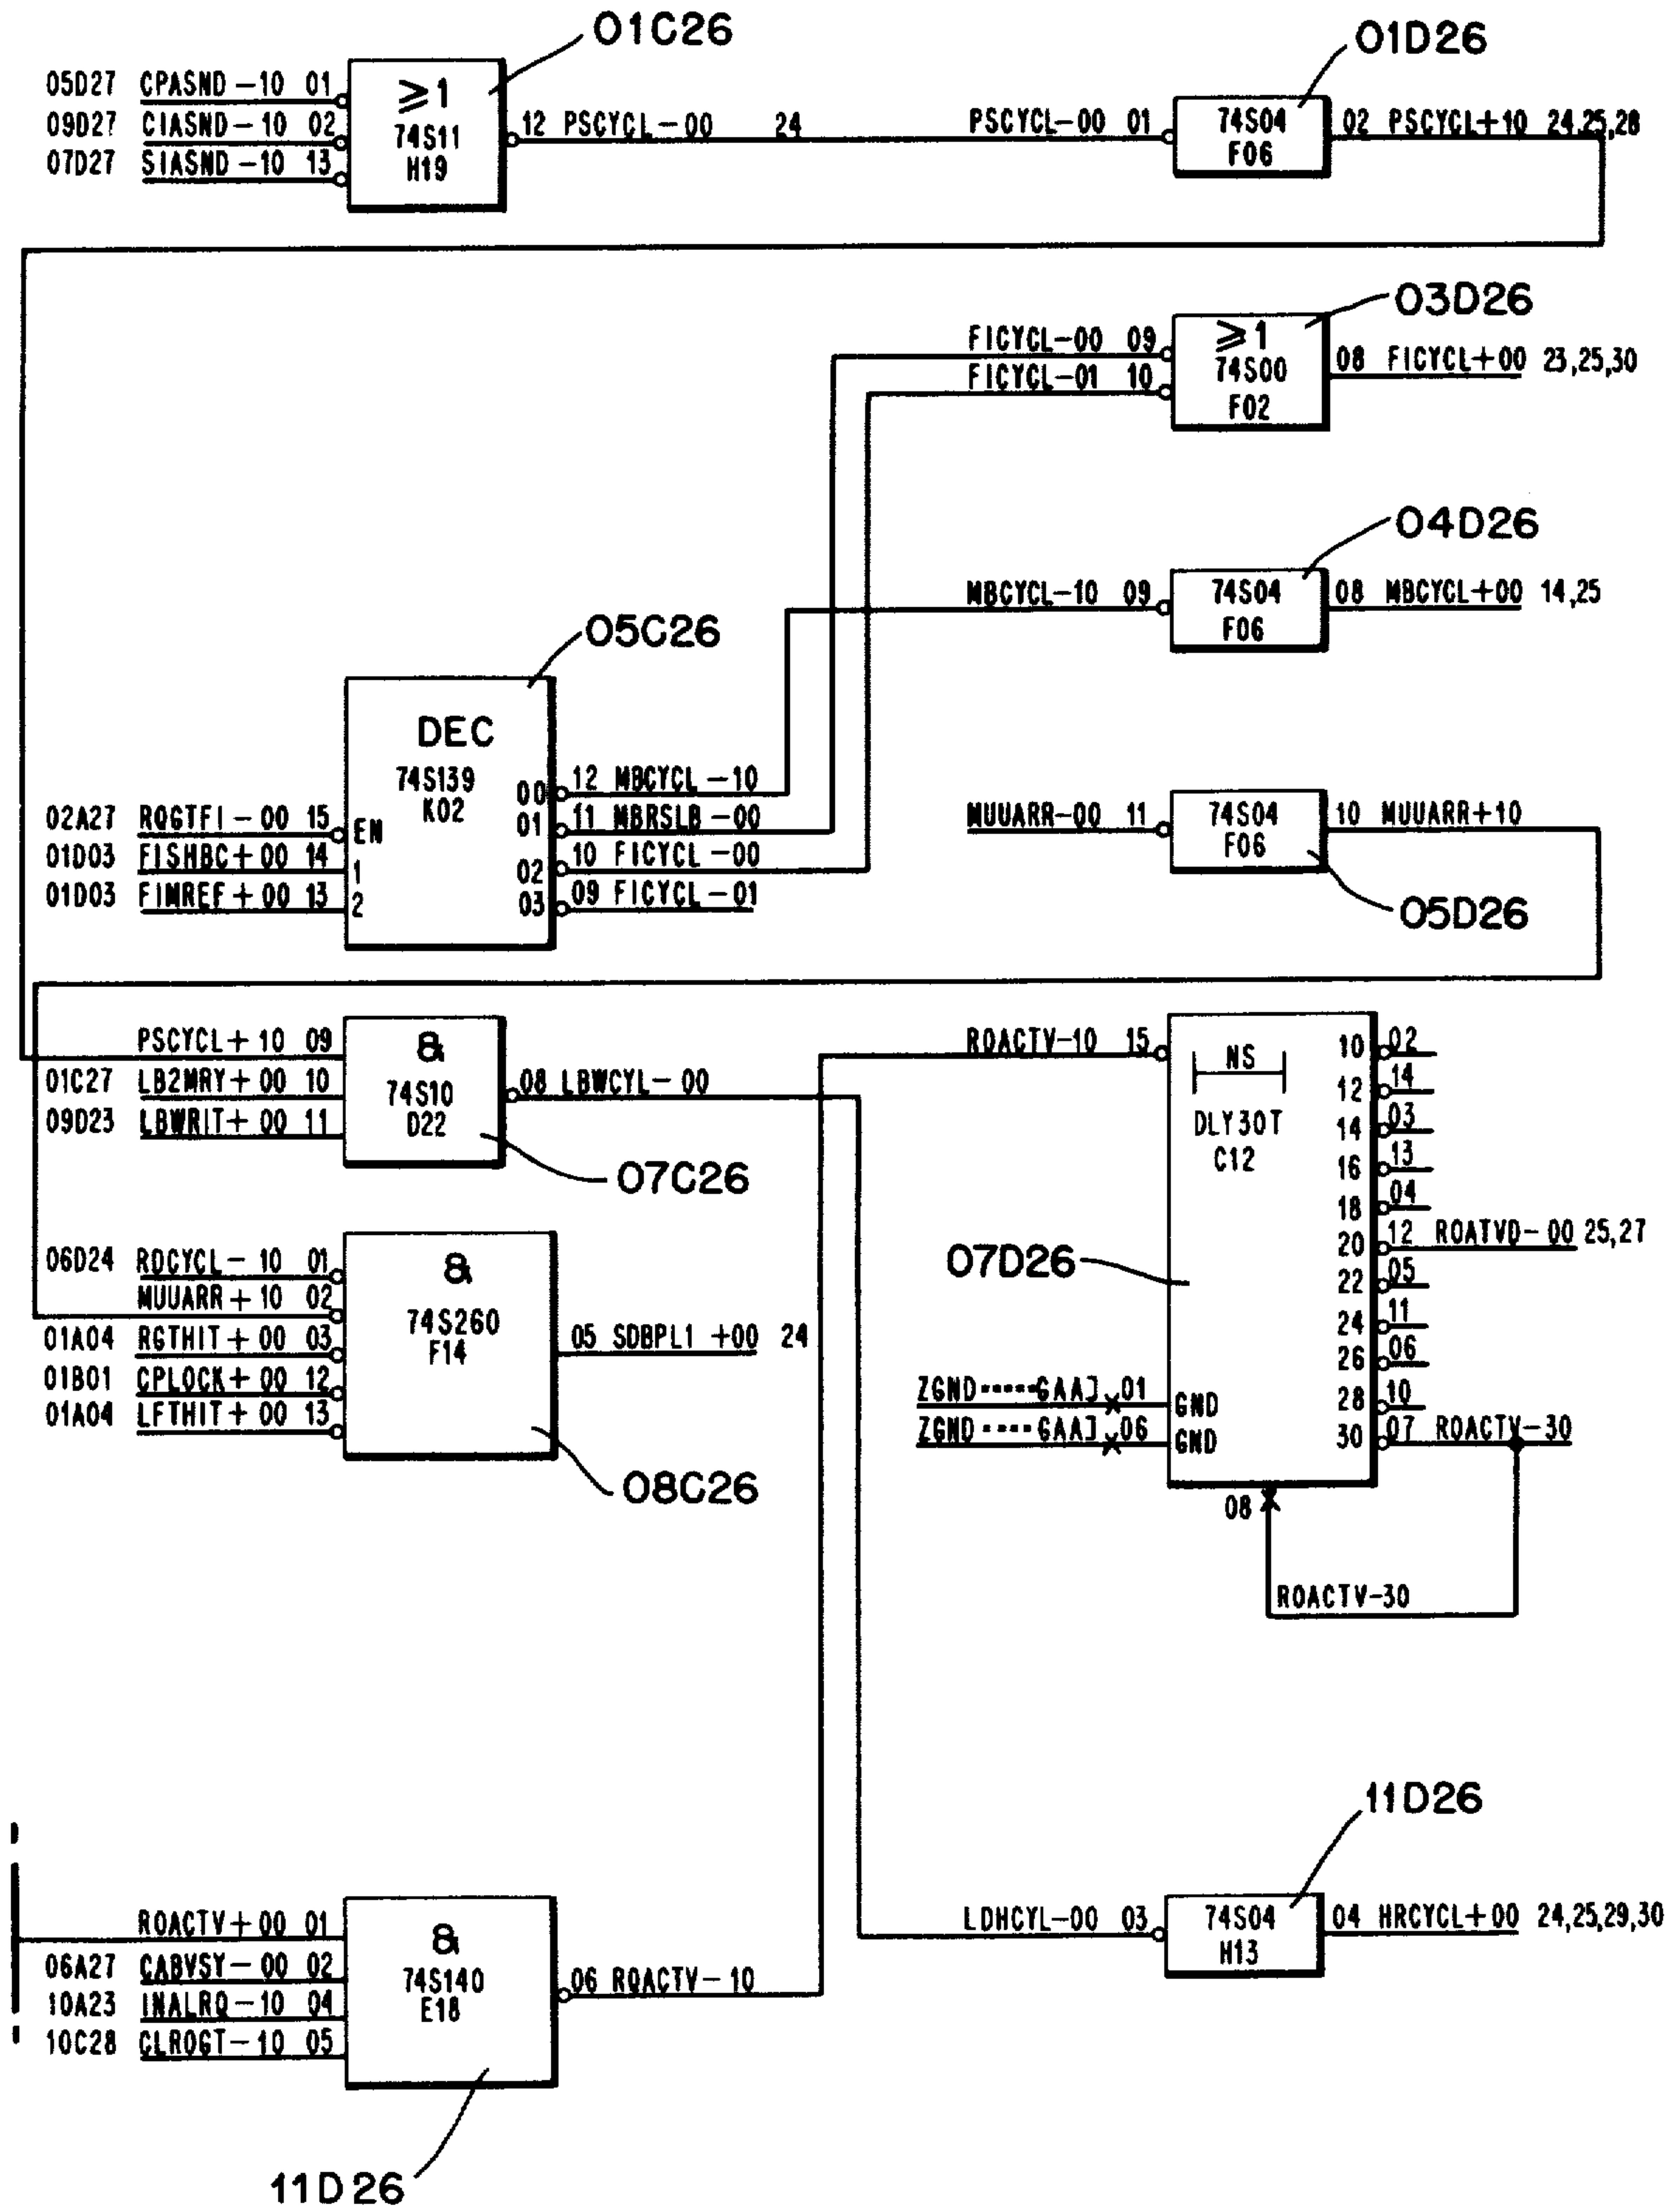 01C26
05D27 CPASND-10 01
09D27 CIASND-10 02
07D27 SIASND-10 13
≥1
74S11
H19
12 PSCYCL-00 24
01D26
PSCYCL-00 01
74S04
F06
02 PSCYCL+10 24,25,28
03D26
FICYCL-00 09
FICYCL-01 10
≥1
74S00
F02
08 FICYCL+00 23,25,30
04D26
MBCYCL-10 09
74S04
F06
08 MBCYCL+00 14,25
05C26
DEC
74S139
K02
02A27 RQGTFI-00 15 EN
01D03 FISHBC+00 14 1
01D03 FIMREF+00 13 2
00 12 MBCYCL-10
01 11 MBRSLB-00
02 10 FICYCL-00
03 09 FICYCL-01
MUUARR-00 11
74S04
F06
10 MUUARR+10
05D26
PSCYCL+10 09
01C27 LB2MRY+00 10
09D23 LBWRIT+00 11
&
74S10
D22
08 LBWCYL-00
07C26
06D24 RDCYCL-10 01
MUUARR+10 02
01A04 RGTHIT+00 03
01B01 CPLOCK+00 12
01A04 LFTHIT+00 13
&
74S260
F14
05 SDBPL1+00 24
08C26
ROACTV-10 15
NS
DLY30T
C12
10 02
12 14
14 03
16 13
18 04
20 12 ROATVD-00 25,27
22 05
24 11
26 06
28 10
30 07 ROACTV-30
07D26
ZGND-----GAAJ 01 GND
ZGND----GAAJ 06 GND
08
ROACTV-30
11D26
LDHCYL-00 03
74S04
H13
04 HRCYCL+00 24,25,29,30
ROACTV+00 01
06A27 CABVSY-00 02
10A23 INALRQ-10 04
10C28 CLROGT-10 05
&
74S140
E18
06 RQACTV-10
11D26